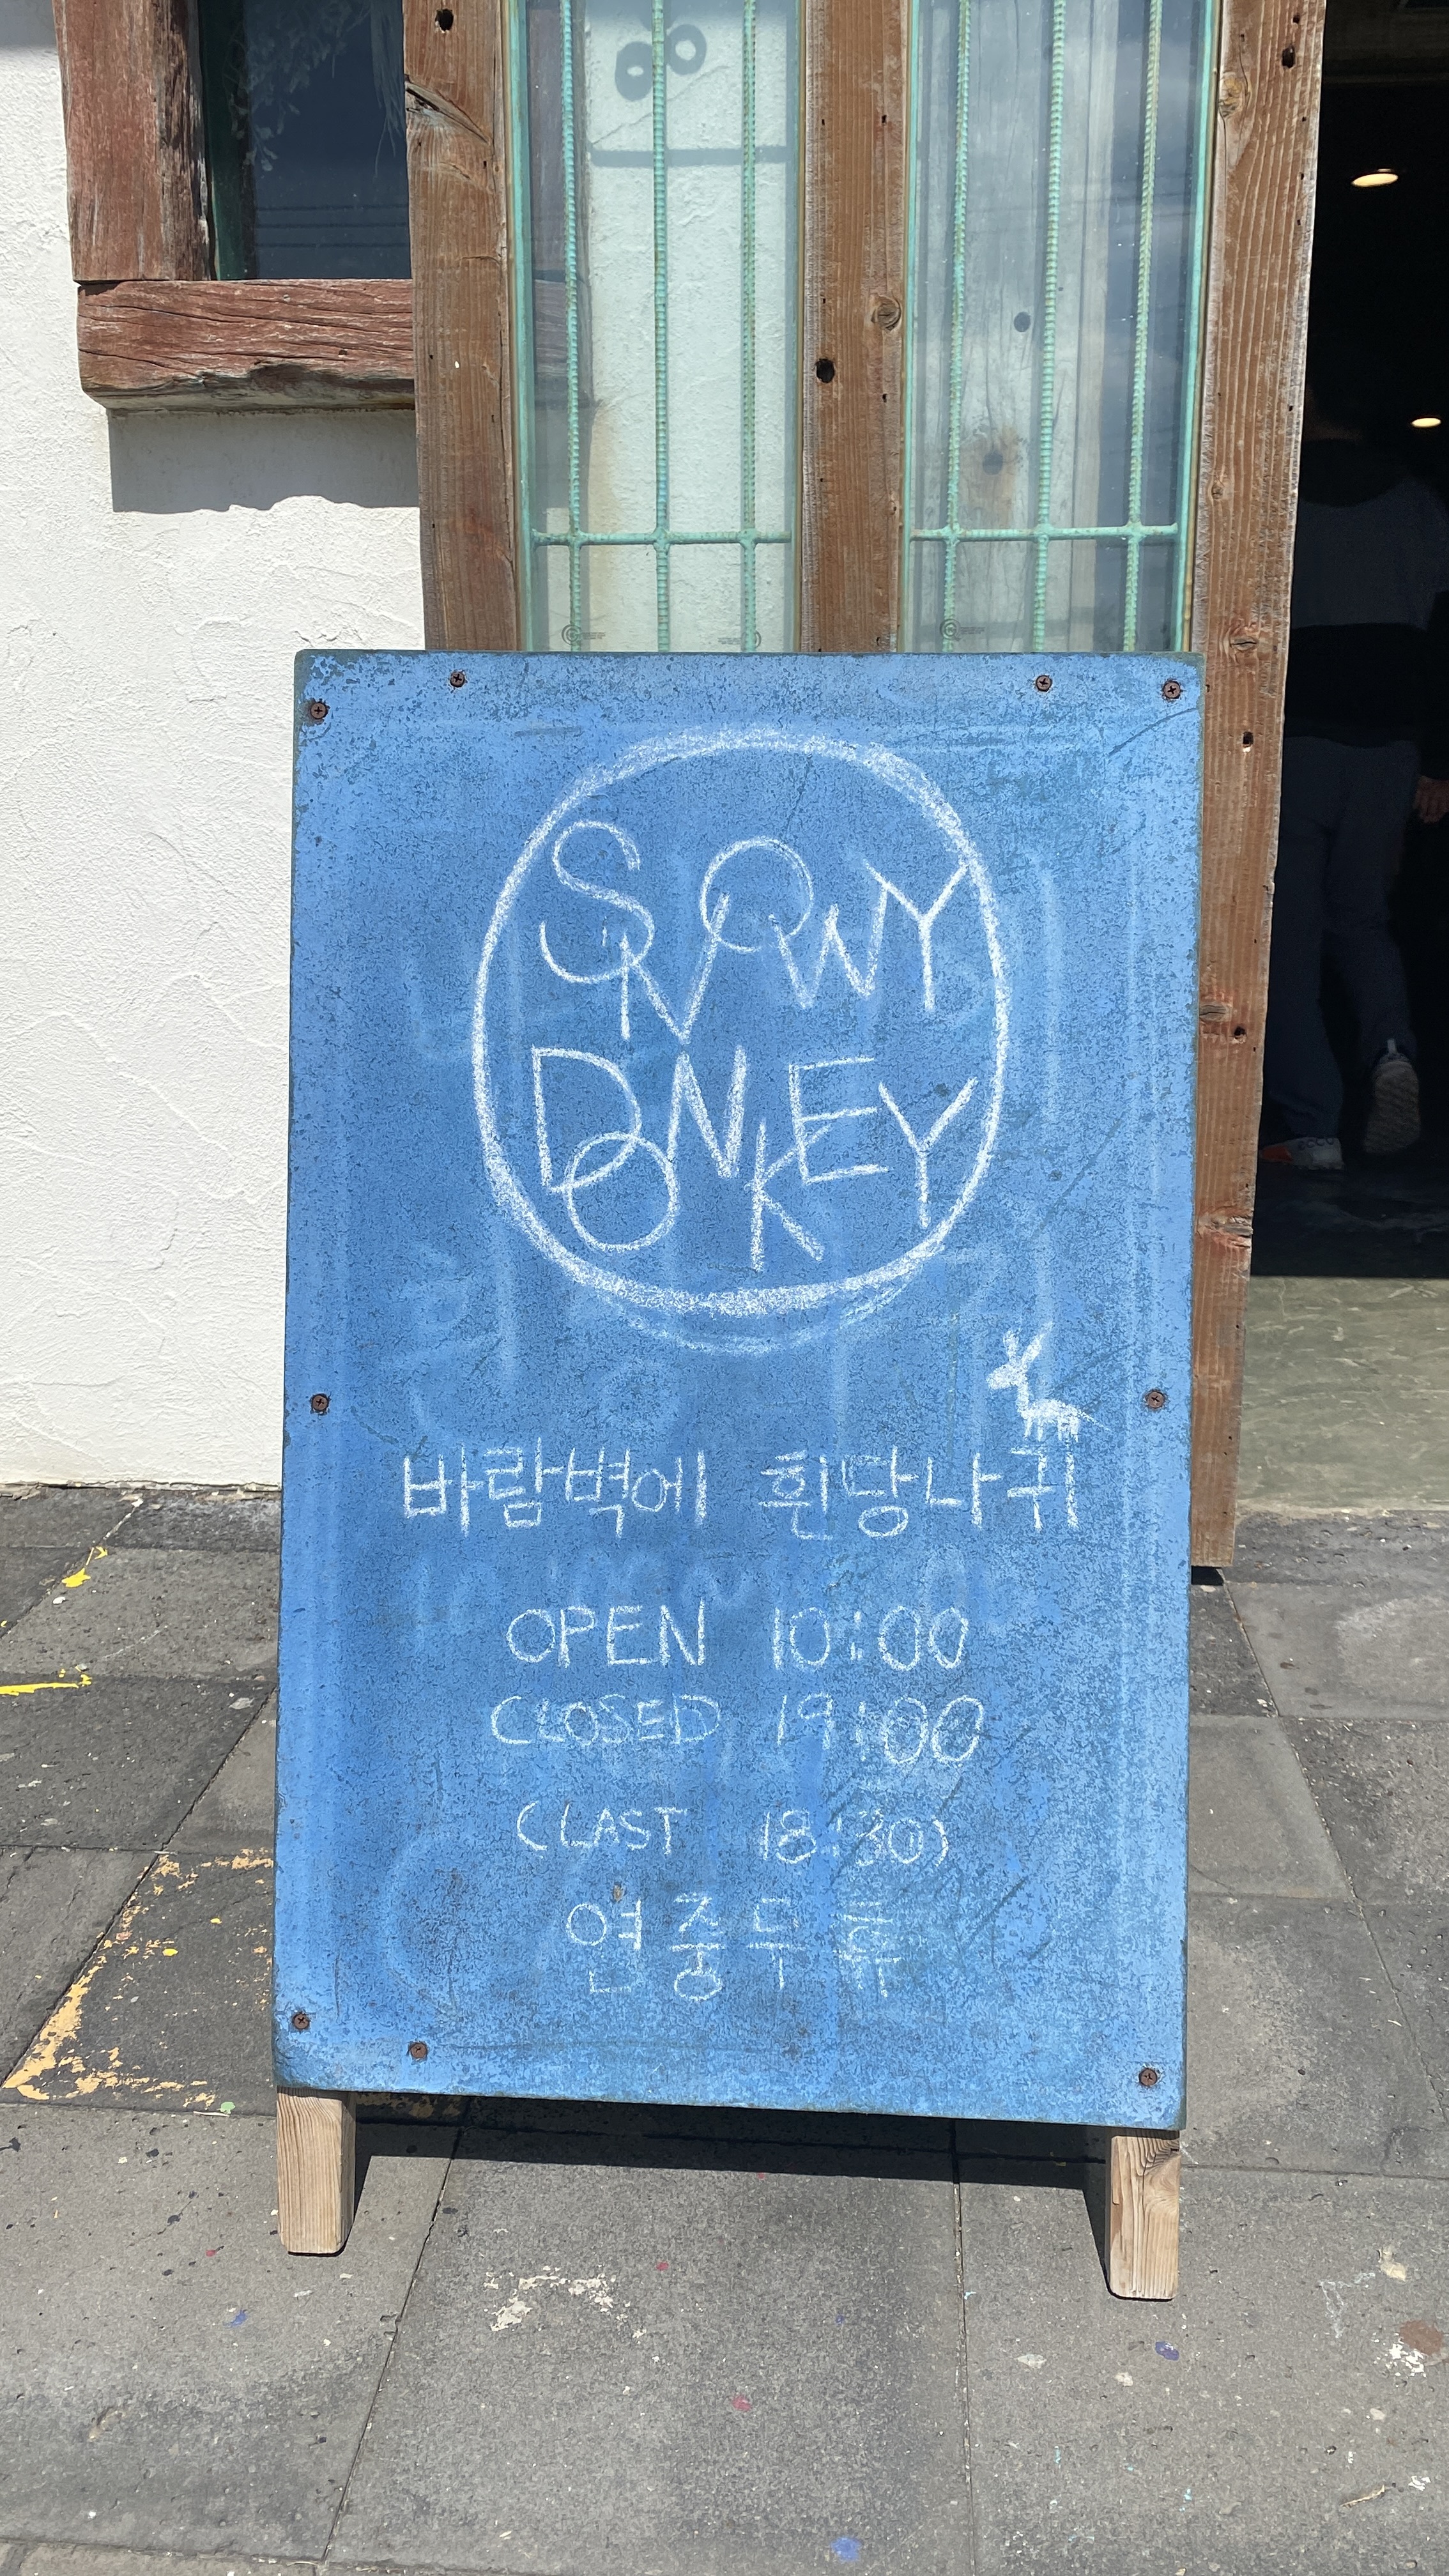 SNOWY
DONKEY
바람벽에 흰당나귀
OPEN 10:00
CLOSED 19:00
(LAST 18:30)
연중무휴